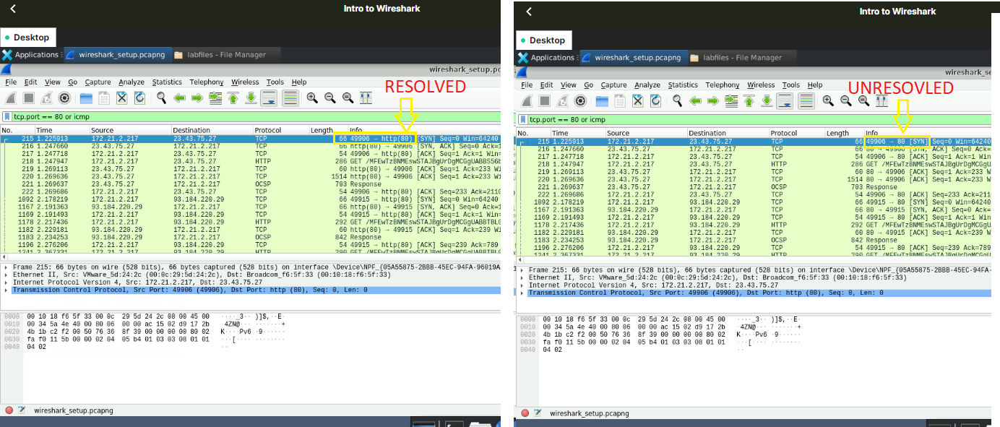 Intro to Wireshark
Desktop
Applications
wireshark_setup.pcapng
labfiles - File Manager
wireshark_setup.pc
File Edit View Go Capture Analyze Statistics Telephony Wireless Tools Help
RESOLVED
tcp.port == 80 or icmp
No. Time Source Destination Protocol Length Info
215 1.225913 172.21.2.217 23.43.75.27 TCP 66 49906 → http(80) [SYN] Seq=0 Win=64240
216 1.247660 23.43.75.27 172.21.2.217 TCP 66 http(80) → 49906 [SYN, ACK] Seq=0 Ack=1
217 1.247718 172.21.2.217 23.43.75.27 TCP 54 49906 → http(80) [ACK] Seq=1 Ack=1 Win=
218 1.247947 172.21.2.217 23.43.75.27 HTTP 286 GET /MFEwTzBNMEswSTAJBgUrDgMCGgUABBS56b
219 1.269113 23.43.75.27 172.21.2.217 TCP 60 http(80) → 49906 [ACK] Seq=1 Ack=233 Wi
220 1.269636 23.43.75.27 172.21.2.217 TCP 1514 http(80) → 49906 [ACK] Seq=1 Ack=233 Wi
221 1.269637 23.43.75.27 172.21.2.217 OCSP 703 Response
222 1.269686 172.21.2.217 23.43.75.27 TCP 54 49906 → http(80) [ACK] Seq=233 Ack=2110
1092 2.178219 172.21.2.217 93.184.220.29 TCP 66 49915 → http(80) [SYN] Seq=0 Win=64240
1167 2.191363 93.184.220.29 172.21.2.217 TCP 66 http(80) → 49915 [SYN, ACK] Seq=0 Ack=1
1169 2.191493 172.21.2.217 93.184.220.29 TCP 54 49915 → http(80) [ACK] Seq=1 Ack=1 Win=
1178 2.217436 172.21.2.217 93.184.220.29 HTTP 292 GET /MFEwTzBNMEswSTAJBgUrDgMCGgUABBTBLG
1182 2.229181 93.184.220.29 172.21.2.217 TCP 60 http(80) → 49915 [ACK] Seq=1 Ack=239 Wi
1183 2.234253 93.184.220.29 172.21.2.217 OCSP 842 Response
1196 2.276206 172.21.2.217 93.184.220.29 TCP 54 49915 → http(80) [ACK] Seq=239 Ack=789
1241 2.367331 172.21.2.217 93.184.220.29 HTTP 290 GET /MFEwTzBNMEswSTAJBgUrDgMCGgUABBTBLG
Frame 215: 66 bytes on wire (528 bits), 66 bytes captured (528 bits) on interface \Device\NPF_{05A55875-2BBB-45EC-94FA-96019A
Ethernet II, Src: VMware_5d:24:2c (00:0c:29:5d:24:2c), Dst: Broadcom_f6:5f:33 (00:10:18:f6:5f:33)
Internet Protocol Version 4, Src: 172.21.2.217, Dst: 23.43.75.27
Transmission Control Protocol, Src Port: 49906 (49906), Dst Port: http (80), Seq: 0, Len: 0
0000 00 10 18 f6 5f 33 00 0c 29 5d 24 2c 08 00 45 00 ····_3·· )]$,··E·
0010 00 34 5a 4e 40 00 80 06 00 00 ac 15 02 d9 17 2b ·4ZN@··· ·······+
0020 4b 1b c2 f2 00 50 76 36 8f 39 00 00 00 00 80 02 K····Pv6 ·9······
0030 fa f0 11 5b 00 00 02 04 05 b4 01 03 03 08 01 01 ···[···· ········
0040 04 02 ··
wireshark_setup.pcapng
Intro to Wireshark
Desktop
Applications
wireshark_setup.pcapng
labfiles - File Manager
wireshark_se
File Edit View Go Capture Analyze Statistics Telephony Wireless Tools Help
UNRESOVLED
tcp.port == 80 or icmp
No. Time Source Destination Protocol Length Info
215 1.225913 172.21.2.217 23.43.75.27 TCP 66 49906 → 80 [SYN] Seq=0 Win=64240
216 1.247660 23.43.75.27 172.21.2.217 TCP 66 80 → 49906 [SYN, ACK] Seq=0 Ack=
217 1.247718 172.21.2.217 23.43.75.27 TCP 54 49906 → 80 [ACK] Seq=1 Ack=1 Win
218 1.247947 172.21.2.217 23.43.75.27 HTTP 286 GET /MFEwTzBNMEswSTAJBgUrDgMCGgU
219 1.269113 23.43.75.27 172.21.2.217 TCP 60 80 → 49906 [ACK] Seq=1 Ack=233 W
220 1.269636 23.43.75.27 172.21.2.217 TCP 1514 80 → 49906 [ACK] Seq=1 Ack=233 W
221 1.269637 23.43.75.27 172.21.2.217 OCSP 703 Response
222 1.269686 172.21.2.217 23.43.75.27 TCP 54 49906 → 80 [ACK] Seq=233 Ack=211
1092 2.178219 172.21.2.217 93.184.220.29 TCP 66 49915 → 80 [SYN] Seq=0 Win=64240
1167 2.191363 93.184.220.29 172.21.2.217 TCP 66 80 → 49915 [SYN, ACK] Seq=0 Ack=
1169 2.191493 172.21.2.217 93.184.220.29 TCP 54 49915 → 80 [ACK] Seq=1 Ack=1 Win
1178 2.217436 172.21.2.217 93.184.220.29 HTTP 292 GET /MFEwTzBNMEswSTAJBgUrDgMCGgU
1182 2.229181 93.184.220.29 172.21.2.217 TCP 60 80 → 49915 [ACK] Seq=1 Ack=239 W
1183 2.234253 93.184.220.29 172.21.2.217 OCSP 842 Response
1196 2.276206 172.21.2.217 93.184.220.29 TCP 54 49915 → 80 [ACK] Seq=239 Ack=789
1241 2.367331 172.21.2.217 93.184.220.29 HTTP 290 GET /MFEwTzBNMEswSTAJBgUrDgMCGgU
Frame 215: 66 bytes on wire (528 bits), 66 bytes captured (528 bits) on interface \Device\NPF_{05A55875-2BBB-45EC-94FA-
Ethernet II, Src: VMware_5d:24:2c (00:0c:29:5d:24:2c), Dst: Broadcom_f6:5f:33 (00:10:18:f6:5f:33)
Internet Protocol Version 4, Src: 172.21.2.217, Dst: 23.43.75.27
Transmission Control Protocol, Src Port: 49906 (49906), Dst Port: http (80), Seq: 0, Len: 0
0000 00 10 18 f6 5f 33 00 0c 29 5d 24 2c 08 00 45 00 ····_3·· )]$,··E·
0010 00 34 5a 4e 40 00 80 06 00 00 ac 15 02 d9 17 2b ·4ZN@··· ·······+
0020 4b 1b c2 f2 00 50 76 36 8f 39 00 00 00 00 80 02 K····Pv6 ·9······
0030 fa f0 11 5b 00 00 02 04 05 b4 01 03 03 08 01 01 ···[···· ········
0040 04 02 ··
wireshark_setup.pcapng